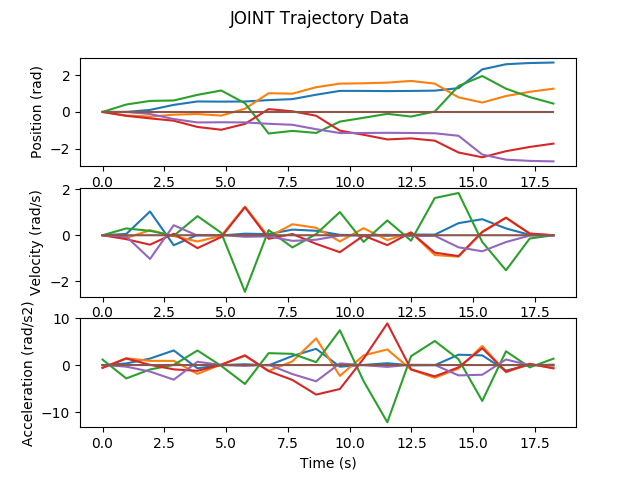 JOINT Trajectory Data
Position (rad)
2
0
−2
0.0 2.5 5.0 7.5 10.0 12.5 15.0 17.5
Velocity (rad/s)
2
0
−2
0.0 2.5 5.0 7.5 10.0 12.5 15.0 17.5
Acceleration (rad/s2)
10
0
−10
0.0 2.5 5.0 7.5 10.0 12.5 15.0 17.5
Time (s)